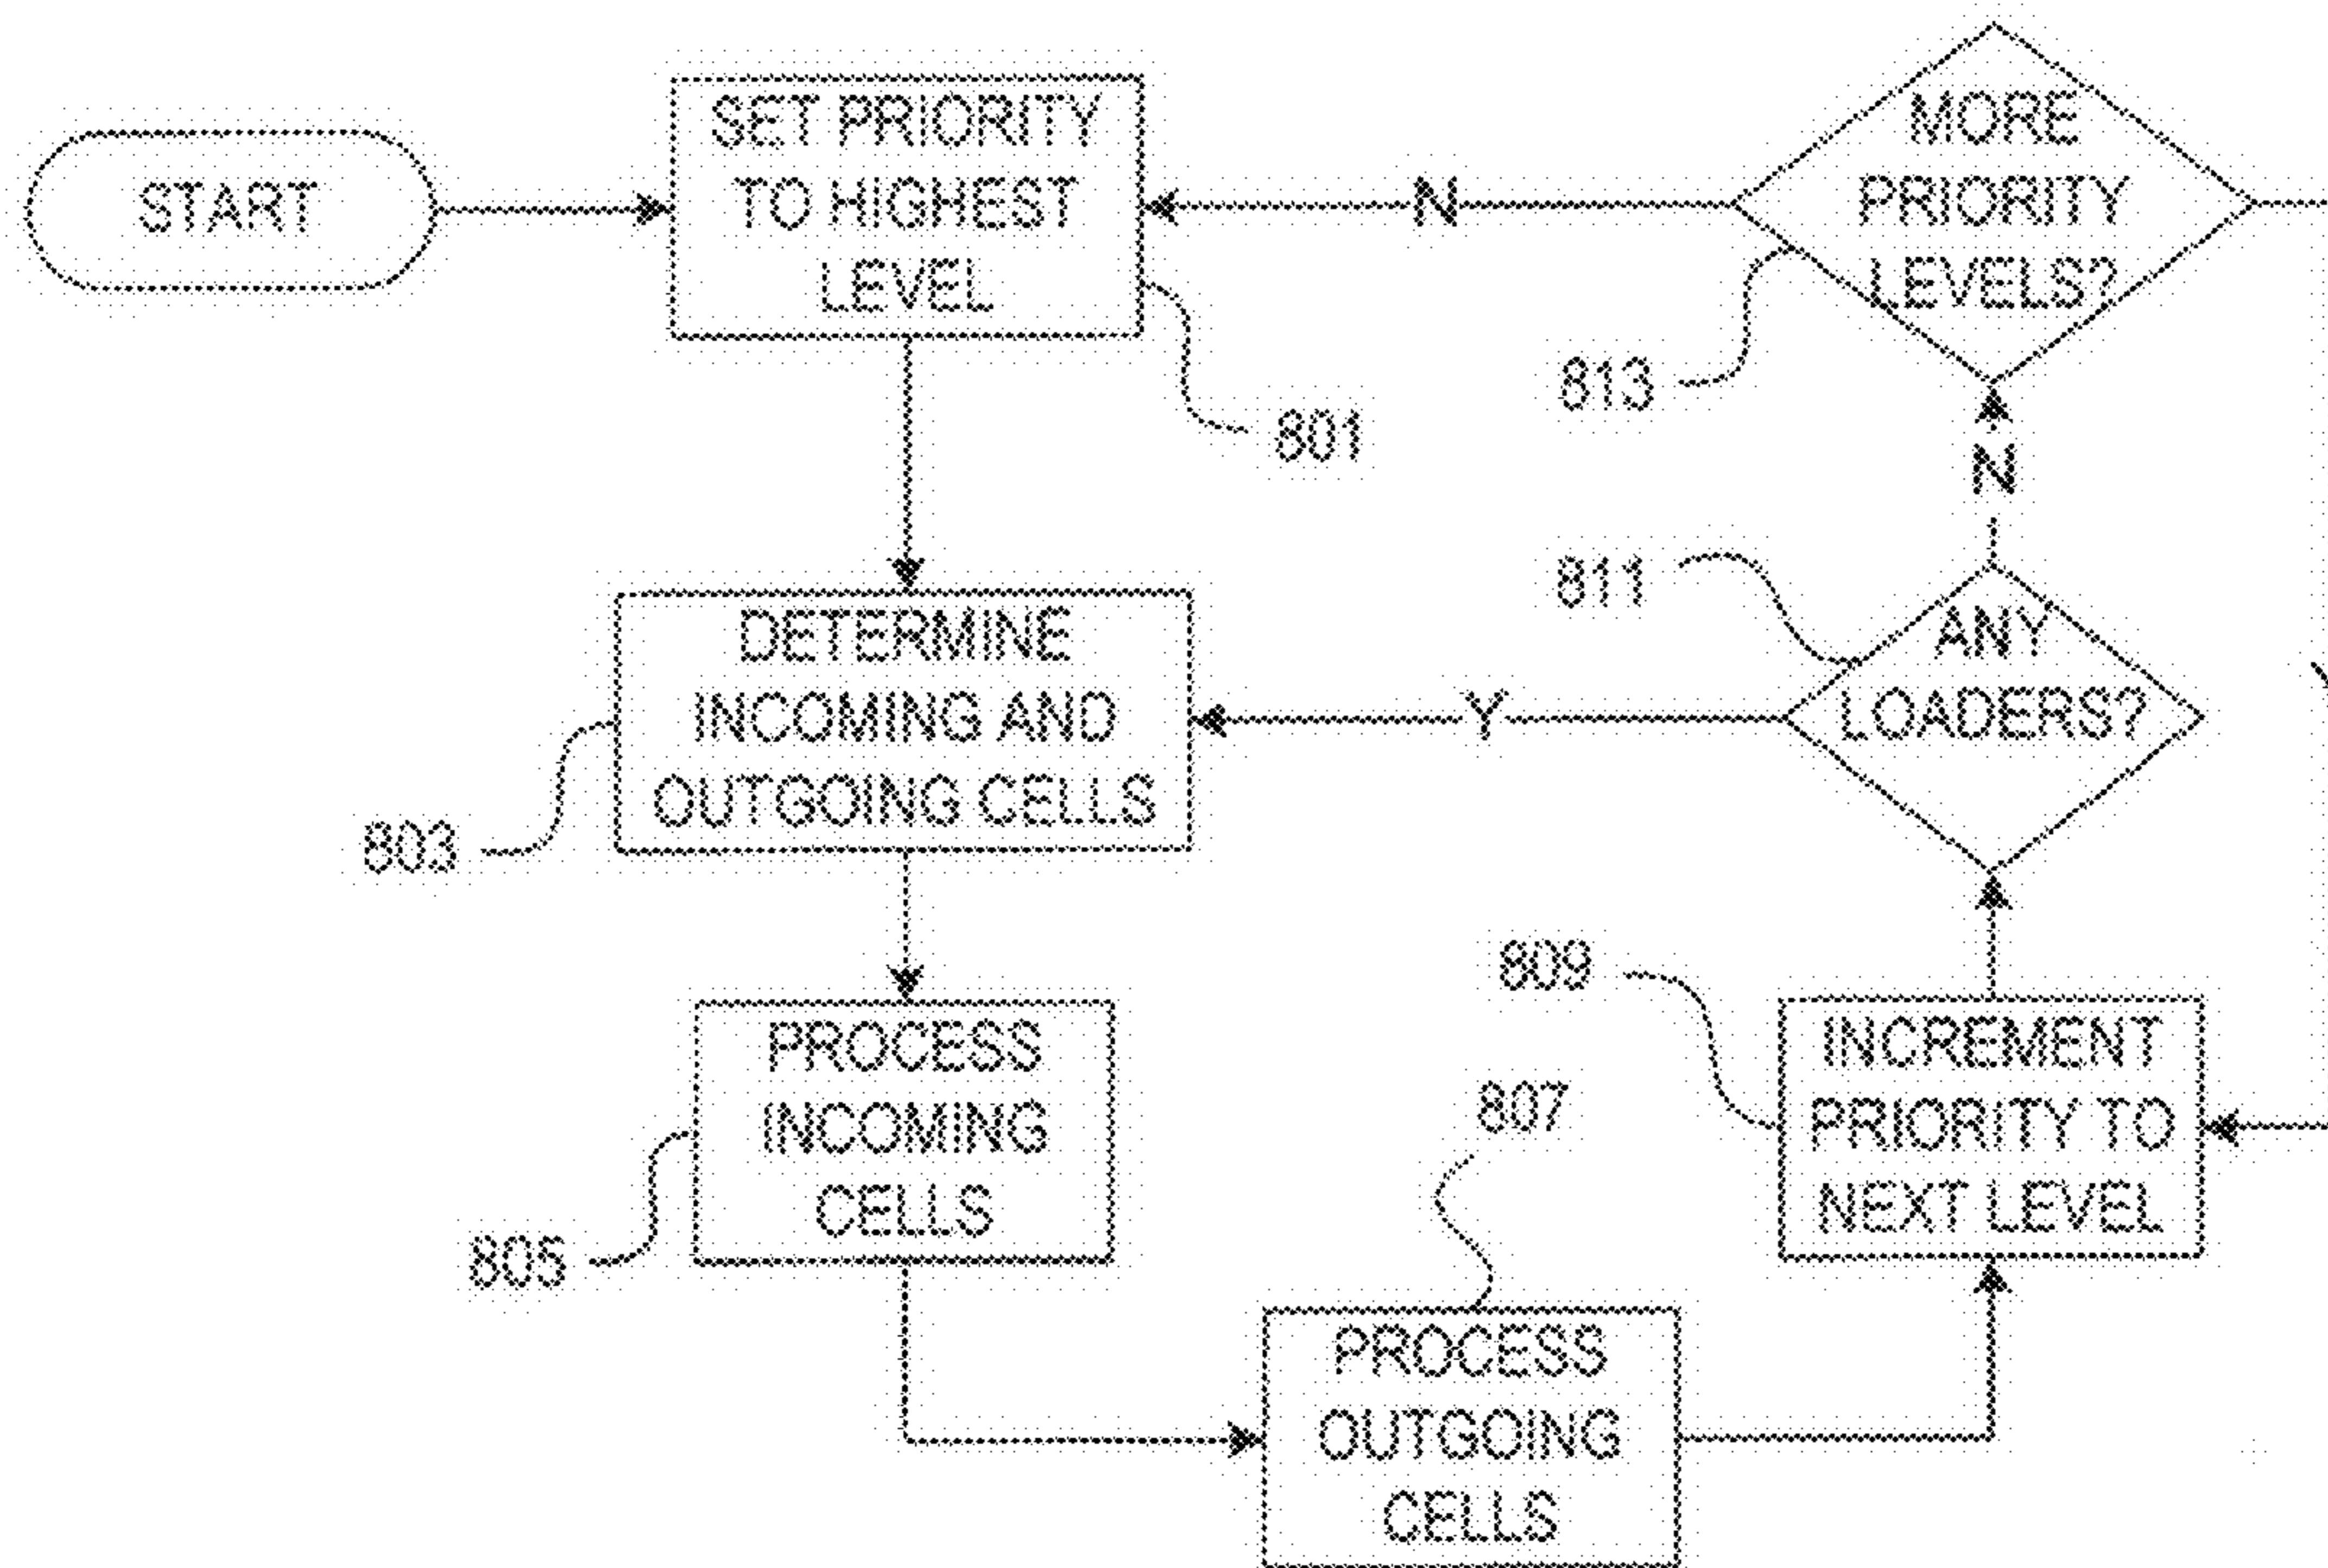 START
SET PRIORITY
TO HIGHEST
LEVEL
801
N
MORE
PRIORITY
LEVELS?
813
N
811
ANY
LOADERS?
Y
DETERMINE
INCOMING AND
OUTGOING CELLS
803
PROCESS
INCOMING
CELLS
805
809
INCREMENT
PRIORITY TO
NEXT LEVEL
807
PROCESS
OUTGOING
CELLS